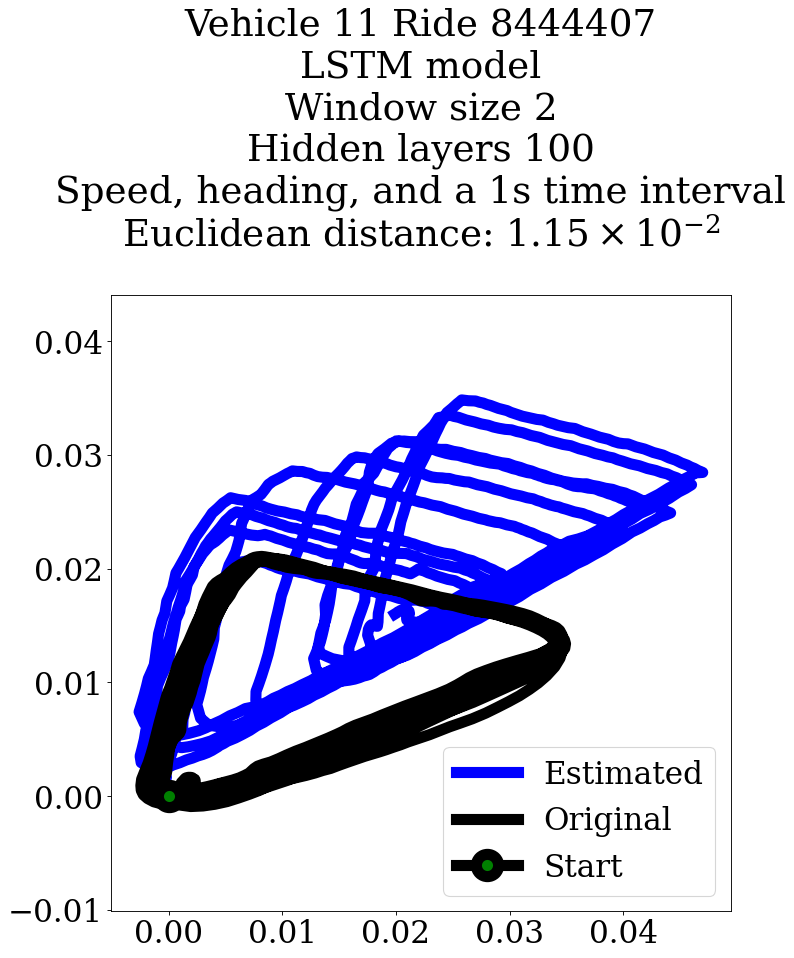 Vehicle 11 Ride 8444407
LSTM model
Window size 2
Hidden layers 100
Speed, heading, and a 1s time interval
Euclidean distance: 1.15 × 10⁻²
0.04
0.03
0.02
0.01
0.00
−0.01
0.00 0.01 0.02 0.03 0.04
Estimated
Original
Start